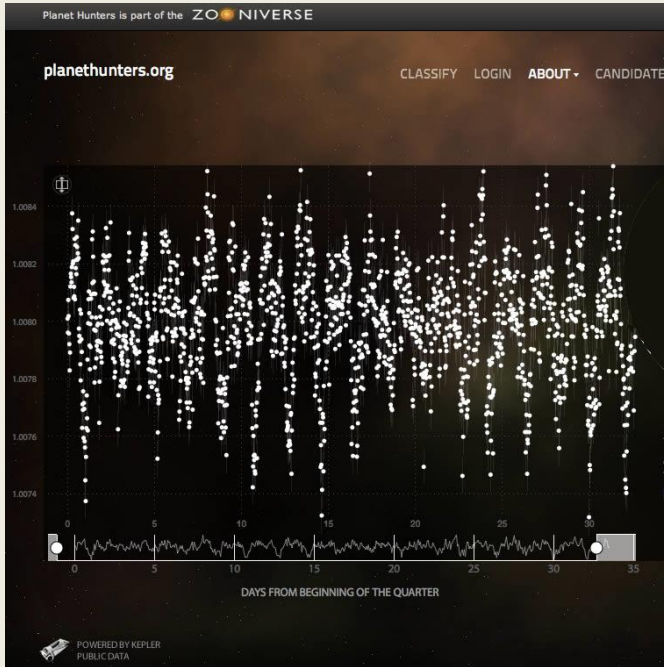 Planet Hunters is part of the ZOONIVERSE
planethunters.org
CLASSIFY LOGIN ABOUT CANDIDATE
1.0084
1.0082
1.0080
1.0078
1.0076
1.0074
0 5 10 15 20 25 30
0 5 10 15 20 25 30 35
DAYS FROM BEGINNING OF THE QUARTER
POWERED BY KEPLER
PUBLIC DATA